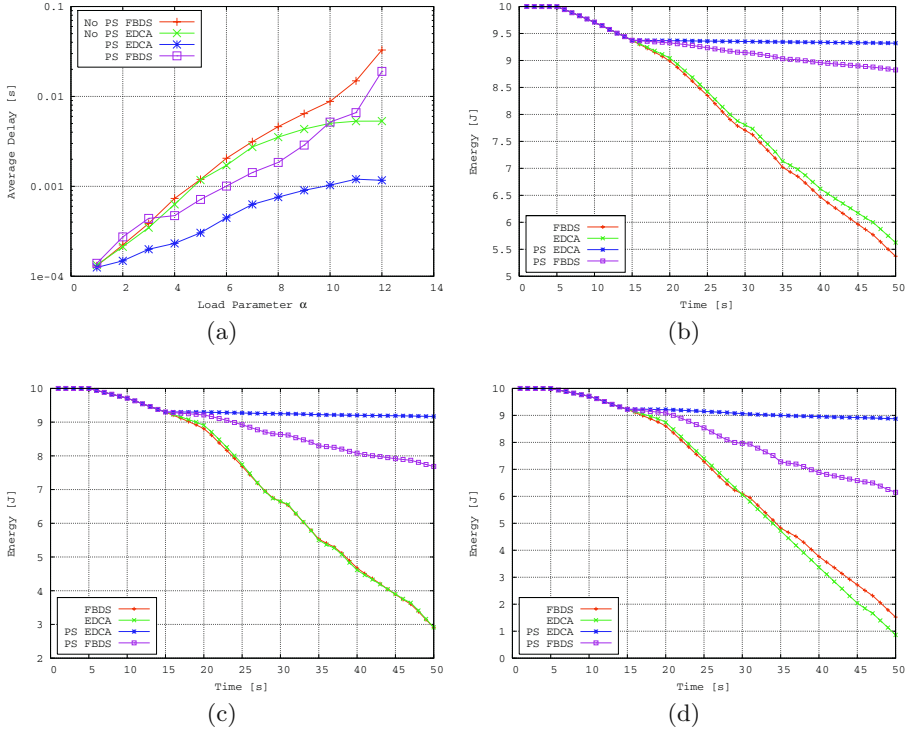 0.1
0.01
0.001
1e-04
Average Delay [s]
No PS FBDS
No PS EDCA
PS EDCA
PS FBDS
0 2 4 6 8 10 12 14
Load Parameter α
(a)
10
9.5
9
8.5
8
7.5
7
6.5
6
5.5
5
Energy [J]
FBDS
EDCA
PS EDCA
PS FBDS
0 5 10 15 20 25 30 35 40 45 50
Time [s]
(b)
10
9
8
7
6
5
4
3
2
Energy [J]
FBDS
EDCA
PS EDCA
PS FBDS
0 5 10 15 20 25 30 35 40 45 50
Time [s]
(c)
10
9
8
7
6
5
4
3
2
1
0
Energy [J]
FBDS
EDCA
PS EDCA
PS FBDS
0 5 10 15 20 25 30 35 40 45 50
Time [s]
(d)